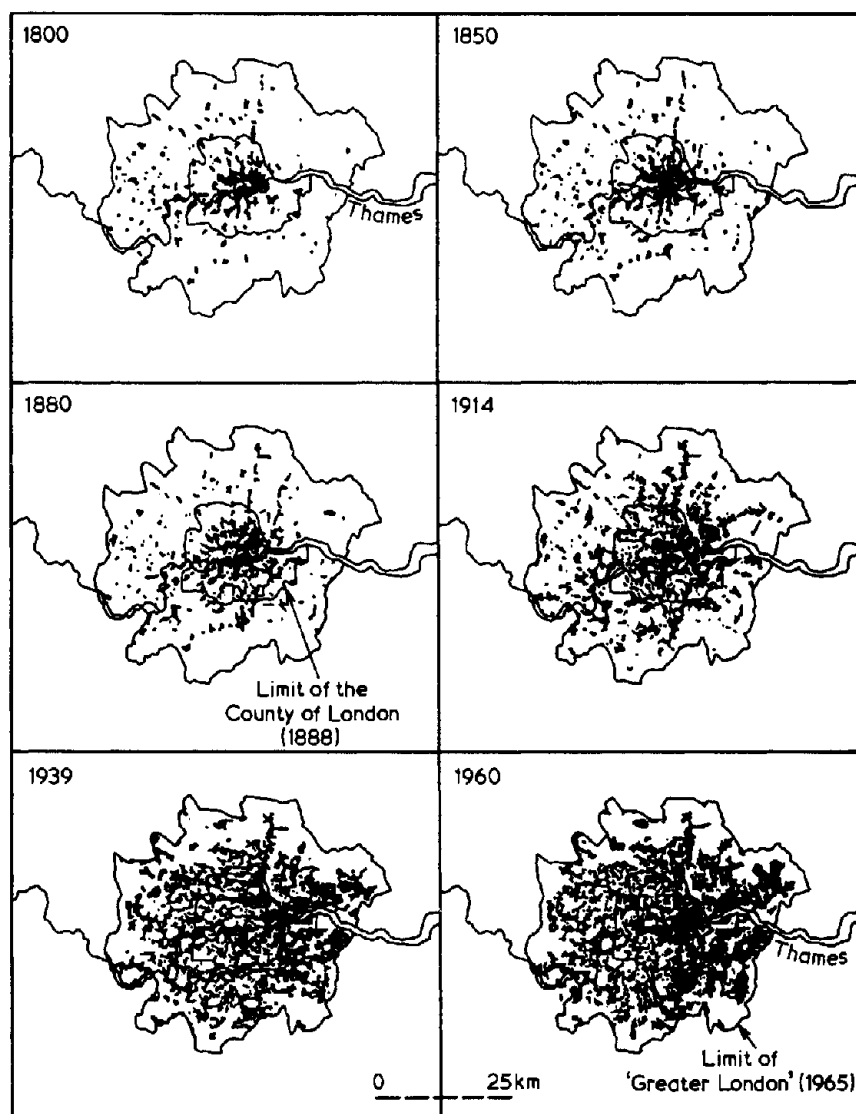 1800
1850
Thames
1880
1914
Limit of the
County of London
(1888)
1939
1960
Thames
0 25km
Limit of
'Greater London' (1965)